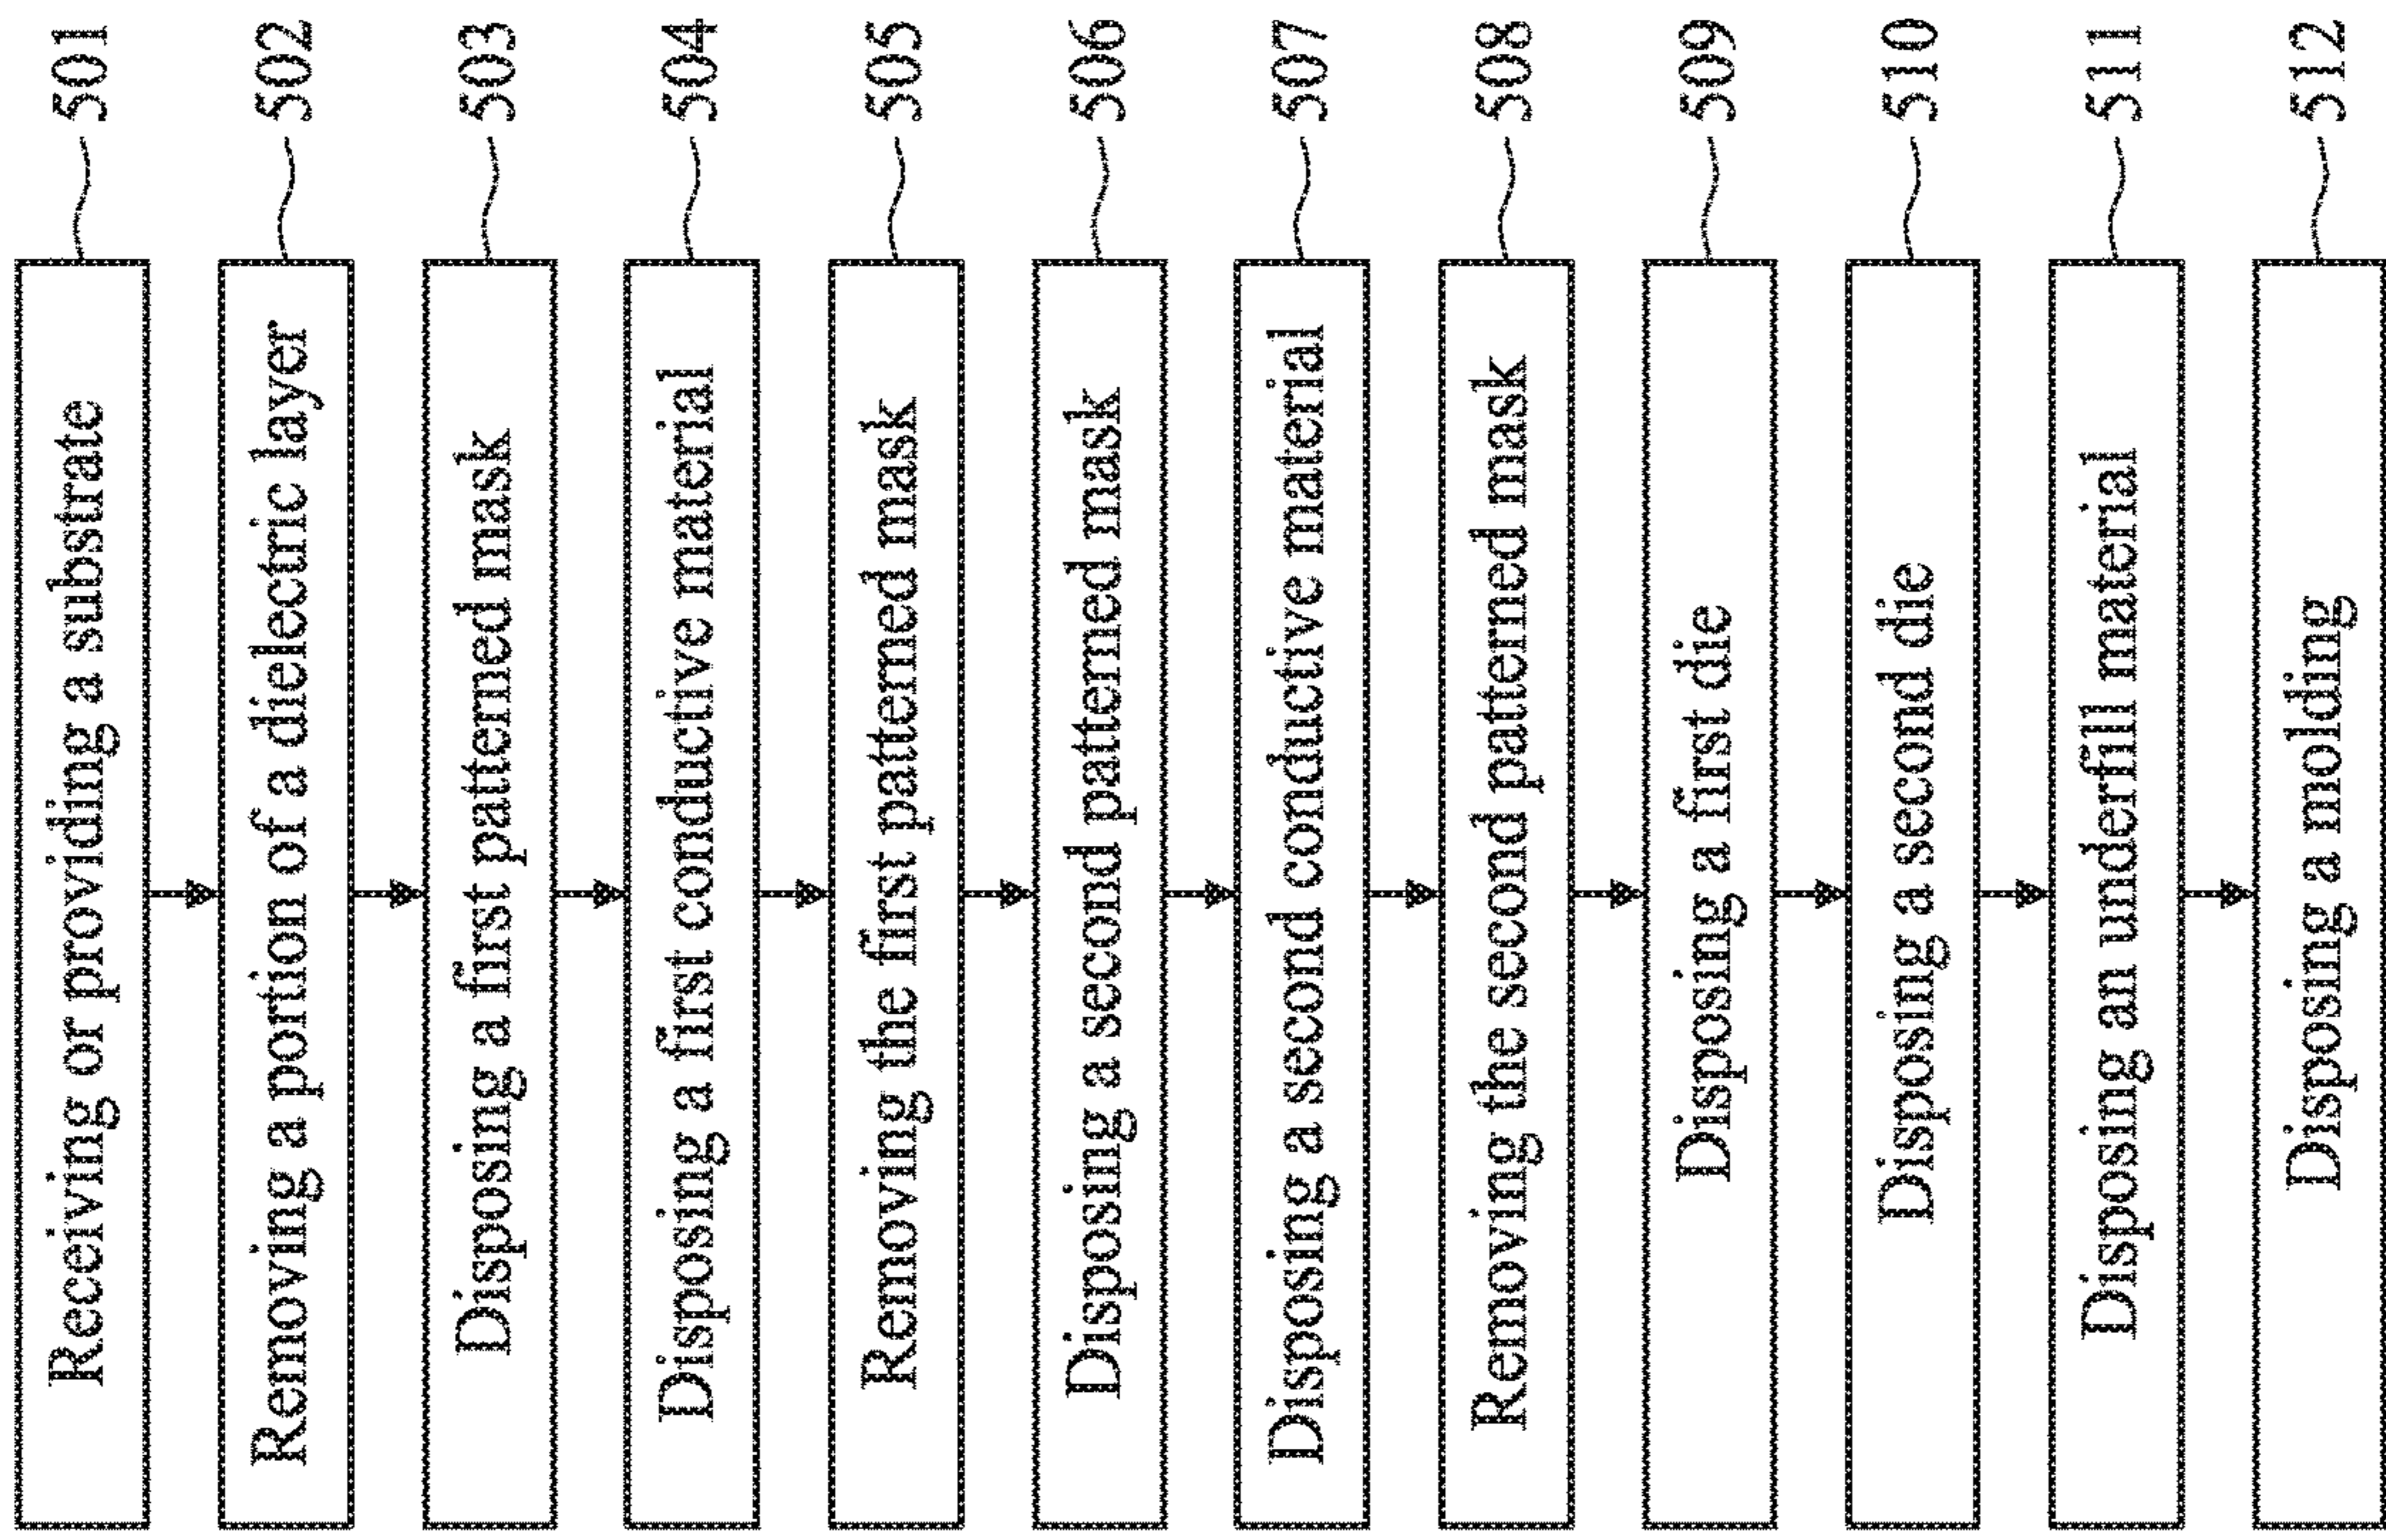 Receiving or providing a substrate 501
Removing a portion of a dielectric layer 502
Disposing a first patterned mask 503
Disposing a first conductive material 504
Removing the first patterned mask 505
Disposing a second patterned mask 506
Disposing a second conductive material 507
Removing the second patterned mask 508
Disposing a first die 509
Disposing a second die 510
Disposing an underfill material 511
Disposing a molding 512